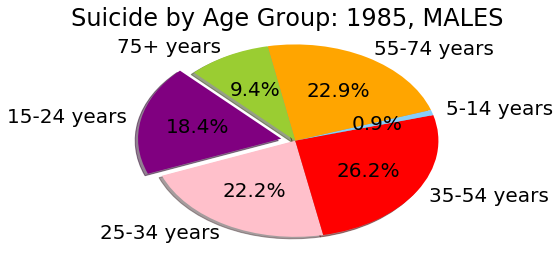 Suicide by Age Group: 1985, MALES
75+ years
55-74 years
9.4%
22.9%
5-14 years
15-24 years
18.4%
0.9%
26.2%
22.2%
35-54 years
25-34 years